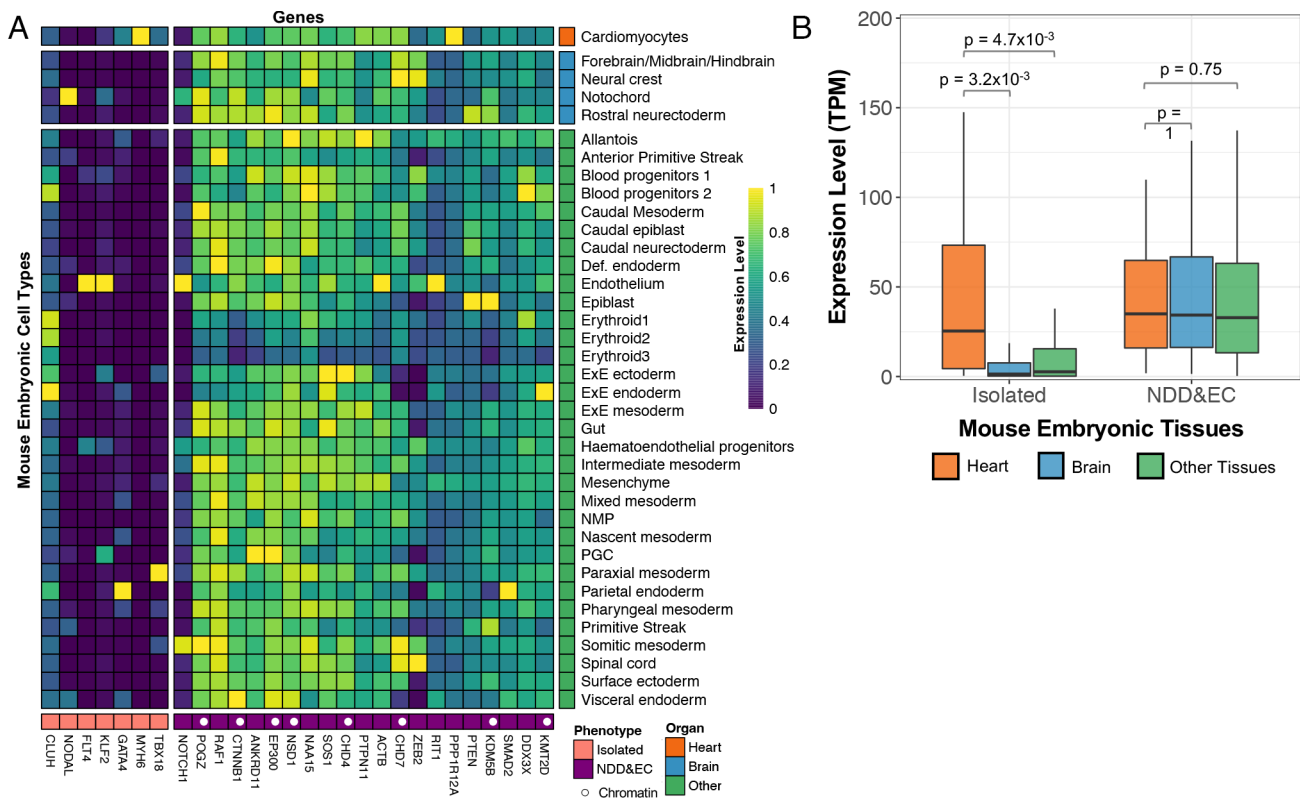 A
Genes
Cardiomyocytes
Forebrain/Midbrain/Hindbrain
Neural crest
Notochord
Rostral neurectoderm
Allantois
Anterior Primitive Streak
Blood progenitors 1
Blood progenitors 2
Caudal Mesoderm
Caudal epiblast
Caudal neurectoderm
Def. endoderm
Endothelium
Epiblast
Erythroid1
Erythroid2
Erythroid3
ExE ectoderm
ExE endoderm
ExE mesoderm
Gut
Haematoendothelial progenitors
Intermediate mesoderm
Mesenchyme
Mixed mesoderm
NMP
Nascent mesoderm
PGC
Paraxial mesoderm
Parietal endoderm
Pharyngeal mesoderm
Primitive Streak
Somitic mesoderm
Spinal cord
Surface ectoderm
Visceral endoderm
Mouse Embryonic Cell Types
CLUH
NODAL
FLT4
KLF2
GATA4
MYH6
TBX18
NOTCH1
POGZ
RAF1
CTNNB1
ANKRD11
EP300
NSD1
NAA15
SOS1
CHD4
PTPN11
ACTB
CHD7
ZEB2
RIT1
PPP1R12A
PTEN
KDM5B
SMAD2
DDX3X
KMT2D
Expression Level
1
0.8
0.6
0.4
0.2
0
Phenotype
Isolated
NDD&EC
Chromatin
Organ
Heart
Brain
Other
B
Expression Level (TPM)
200
150
100
50
0
p = 4.7x10-3
p = 3.2x10-3
p = 0.75
p =
1
Isolated
NDD&EC
Mouse Embryonic Tissues
Heart
Brain
Other Tissues